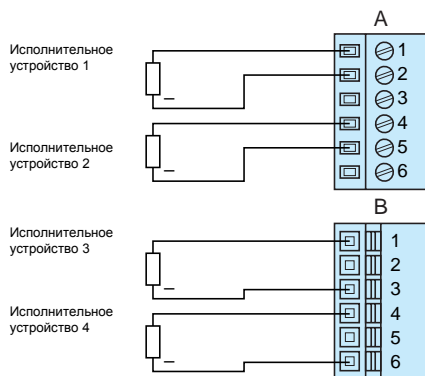 A
Исполнительное
устройство 1
1
2
3
Исполнительное
устройство 2
4
5
6
B
Исполнительное
устройство 3
1
2
3
Исполнительное
устройство 4
4
5
6